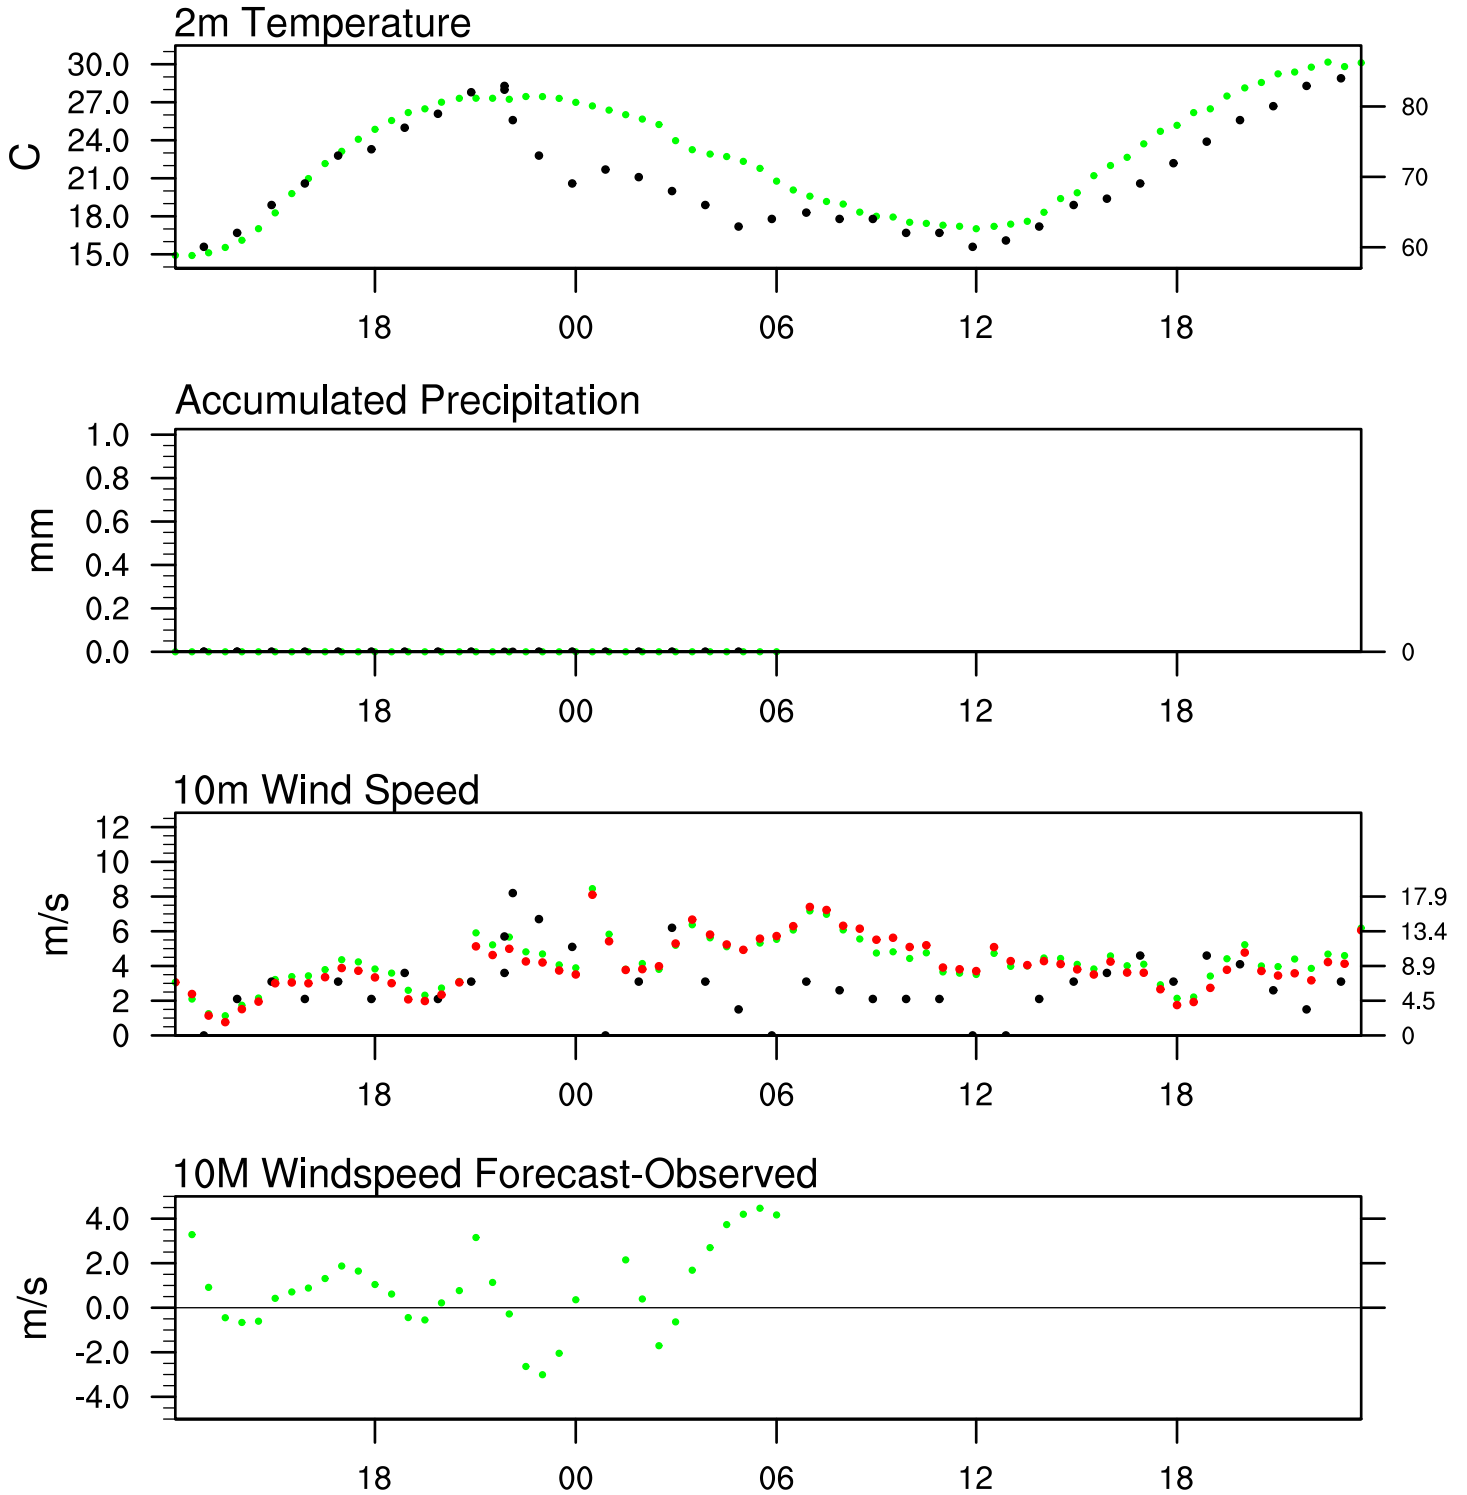 2m Temperature
30.0
27.0
24.0
21.0
18.0
15.0
C
80
70
60
18 00 06 12 18
Accumulated Precipitation
1.0
0.8
0.6
0.4
0.2
0.0
mm
0
18 00 06 12 18
10m Wind Speed
12
10
8
6
4
2
0
m/s
17.9
13.4
8.9
4.5
0
18 00 06 12 18
10M Windspeed Forecast-Observed
4.0
2.0
0.0
-2.0
-4.0
m/s
18 00 06 12 18